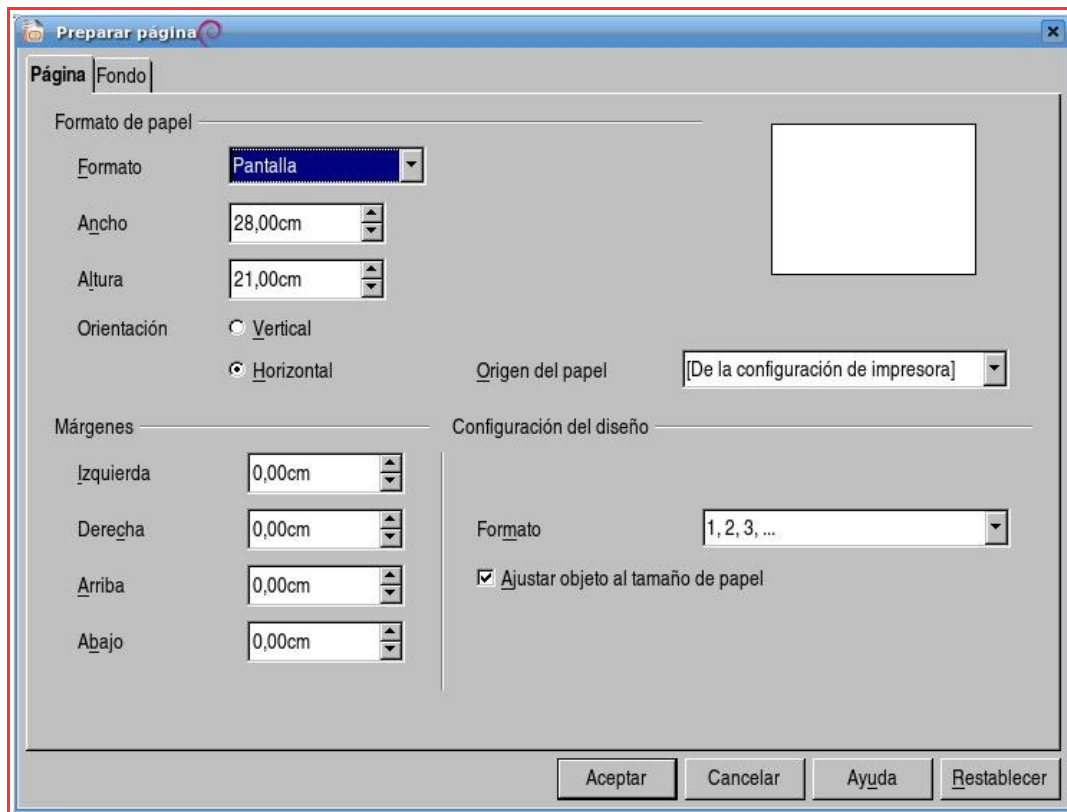 Preparar página
Página Fondo
Formato de papel
Formato Pantalla
Ancho 28,00cm
Altura 21,00cm
Orientación Vertical
Horizontal
Origen del papel [De la configuración de impresora]
Márgenes
Izquierda 0,00cm
Derecha 0,00cm
Arriba 0,00cm
Abajo 0,00cm
Configuración del diseño
Formato 1, 2, 3, ...
Ajustar objeto al tamaño de papel
Aceptar Cancelar Ayuda Restablecer